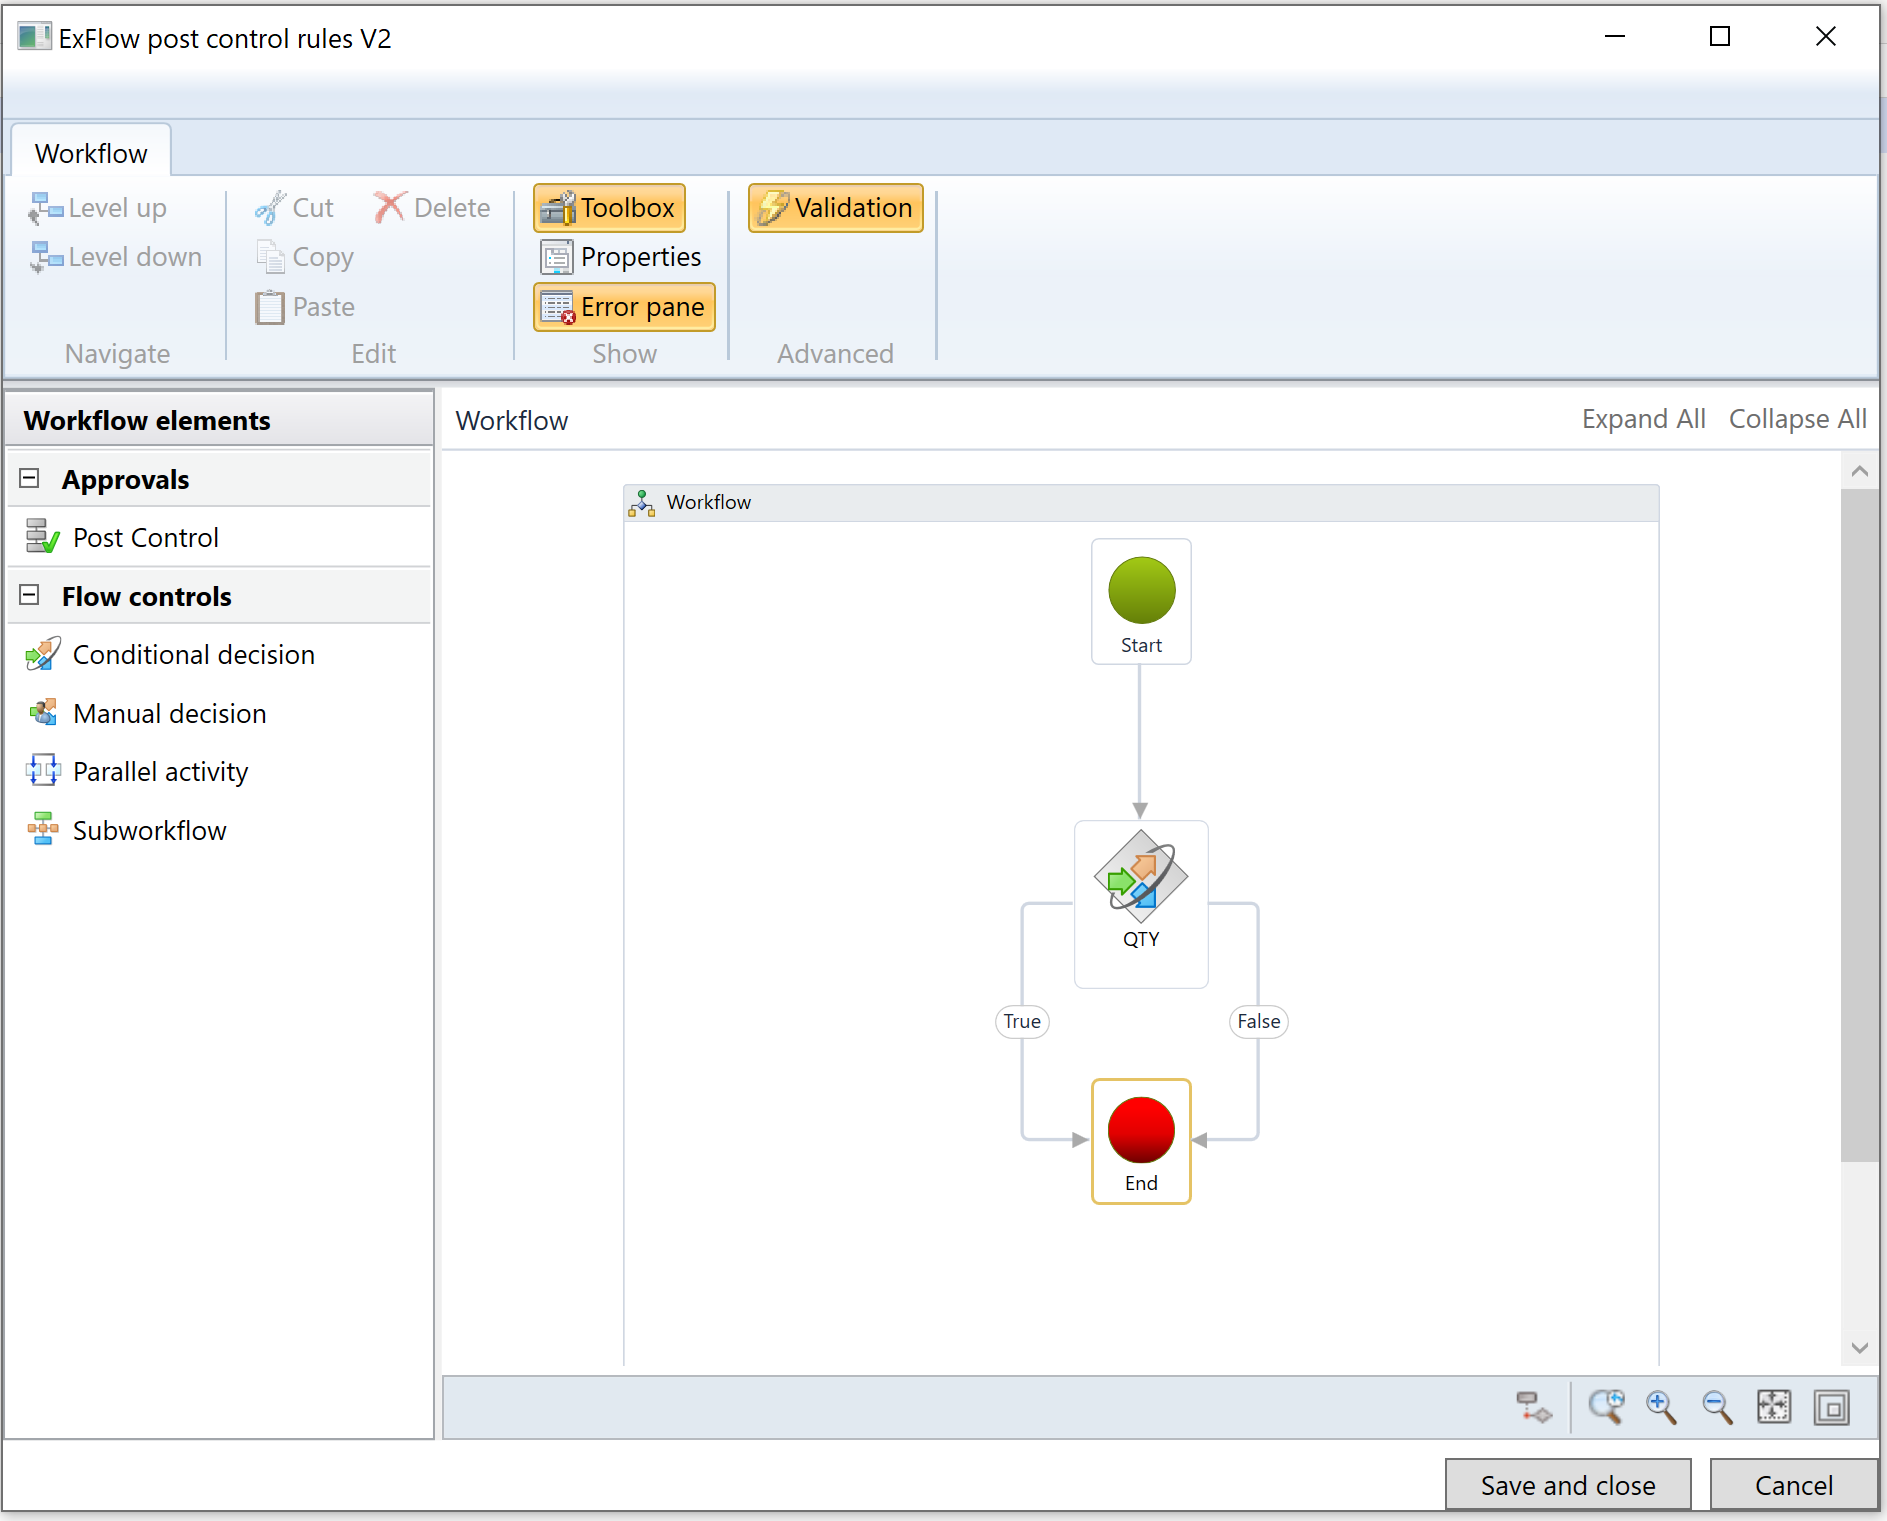 ExFlow post control rules V2
Workflow
Level up
Level down
Navigate
Cut
Delete
Copy
Paste
Edit
Toolbox
Properties
Error pane
Show
Validation
Advanced
Workflow elements
Approvals
Post Control
Flow controls
Conditional decision
Manual decision
Parallel activity
Subworkflow
Workflow
Expand All
Collapse All
Workflow
Start
QTY
True
False
End
Save and close
Cancel